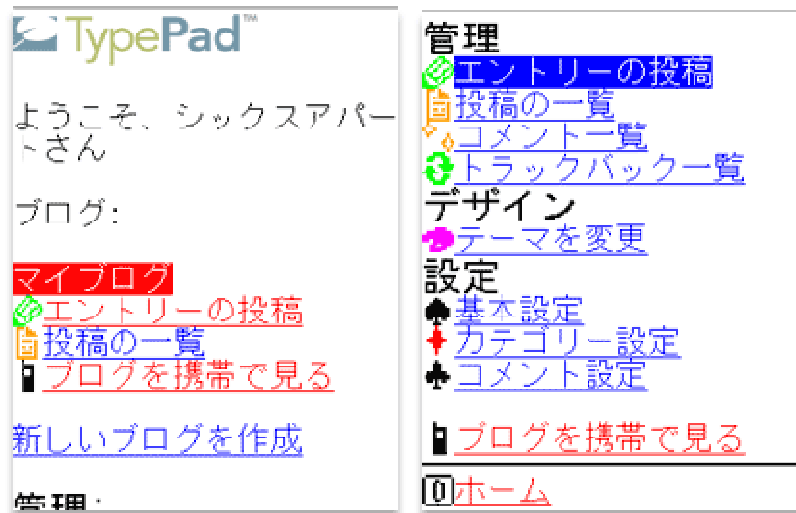 TypePad™
ようこそ、シックスアパー
トさん
ブログ:
マイブログ
エントリーの投稿
投稿の一覧
ブログを携帯で見る
新しいブログを作成
管理:
管理
エントリーの投稿
投稿の一覧
コメント一覧
トラックバック一覧
デザイン
テーマを変更
設定
基本設定
カテゴリー設定
コメント設定
ブログを携帯で見る
0ホーム